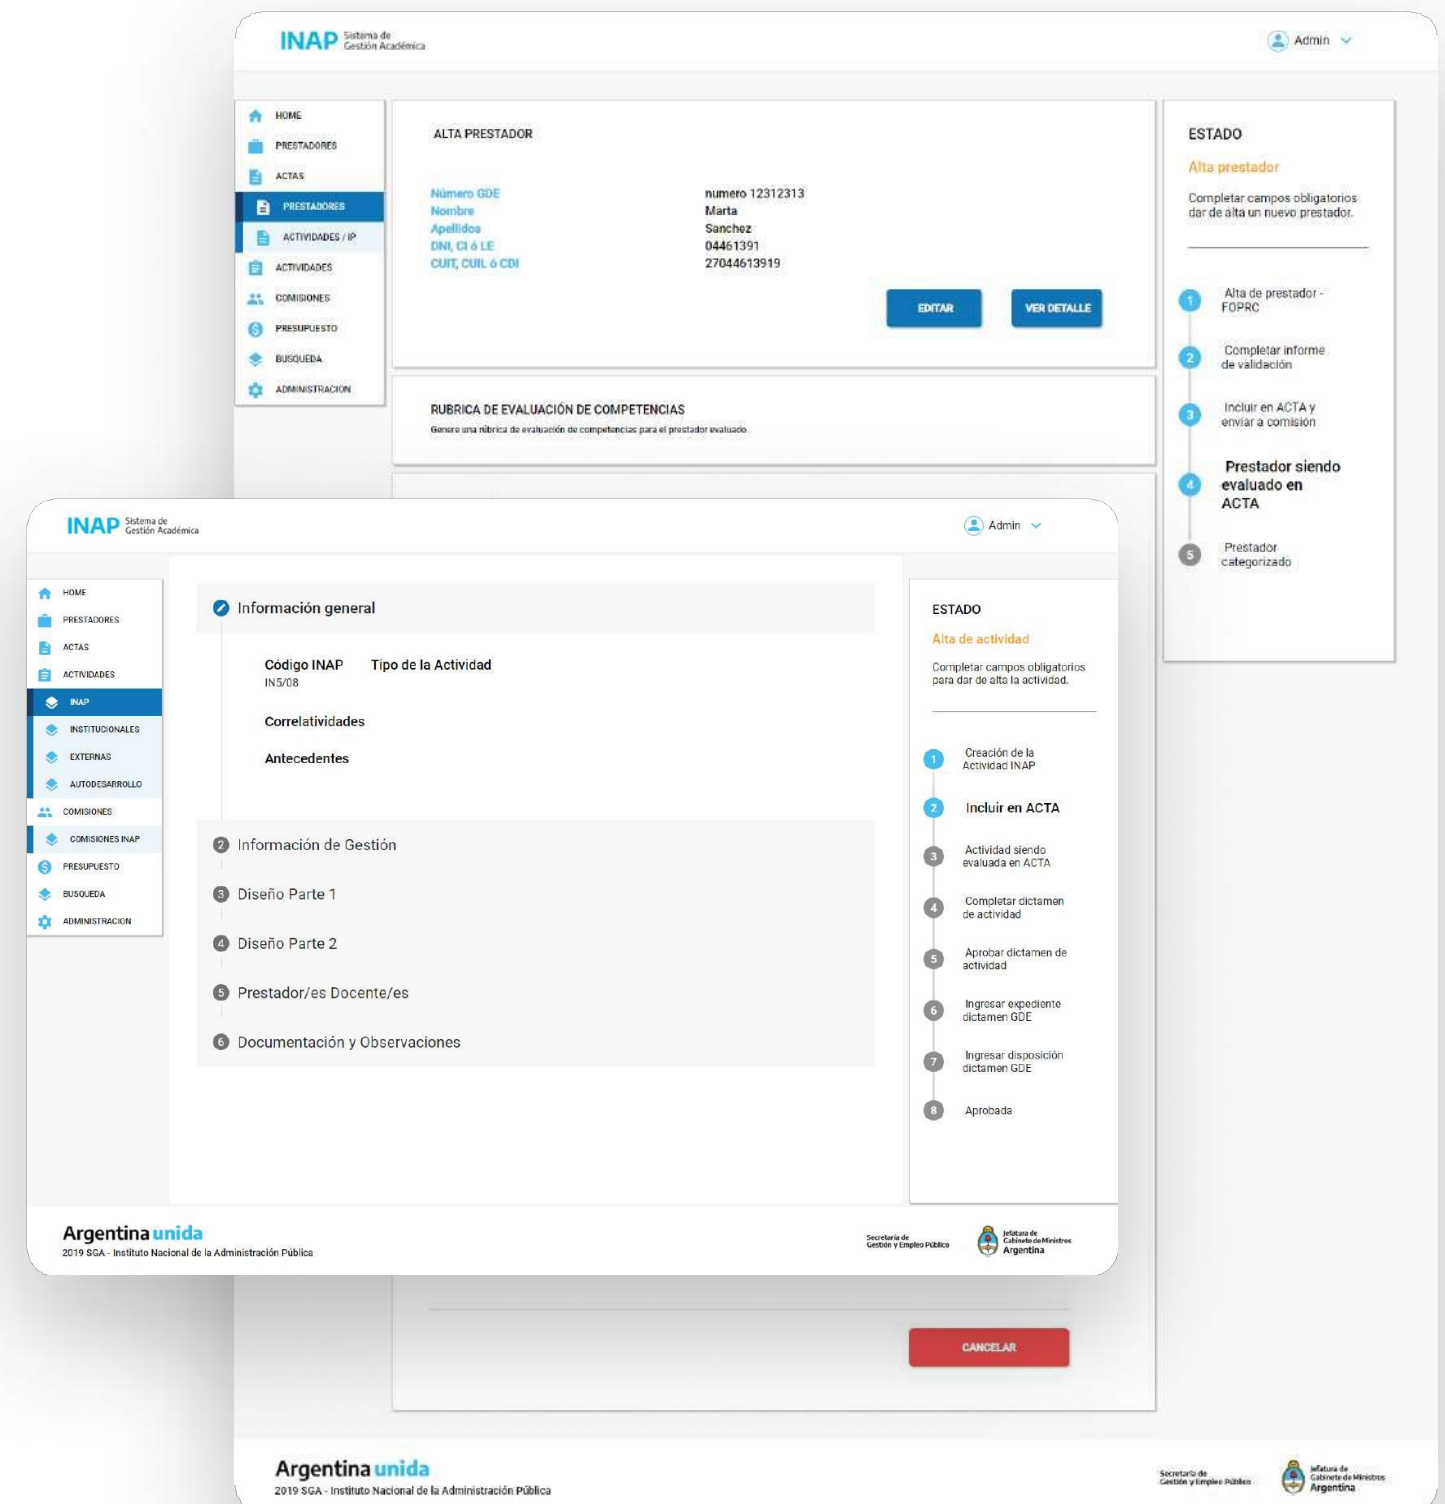 INAP Sistema de
Gestión Académica
Admin
HOME
PRESTADORES
ACTAS
PRESTADORES
ACTIVIDADES / IP
ACTIVIDADES
COMISIONES
PRESUPUESTO
BUSQUEDA
ADMINISTRACION
ALTA PRESTADOR
Número GDE numero 12312313
Nombre Marta
Apellidos Sanchez
DNI, CI ó LE 04461391
CUIT, CUIL ó CDI 27044613919
EDITAR VER DETALLE
RUBRICA DE EVALUACIÓN DE COMPETENCIAS
Genere una rúbrica de evaluación de competencias para el prestador evaluado.
ESTADO
Alta prestador
Completar campos obligatorios
dar de alta un nuevo prestador.
1 Alta de prestador -
FOPRC
2 Completar informe
de validación
3 Incluir en ACTA y
enviar a comisión
4 Prestador siendo
evaluado en
ACTA
5 Prestador
categorizado
INAP Sistema de
Gestión Académica
Admin
HOME
PRESTADORES
ACTAS
ACTIVIDADES
INAP
INSTITUCIONALES
EXTERNAS
AUTODESARROLLO
COMISIONES
COMISIONES INAP
PRESUPUESTO
BUSQUEDA
ADMINISTRACION
Información general
Código INAP Tipo de la Actividad
IN5/08
Correlatividades
Antecedentes
2 Información de Gestión
3 Diseño Parte 1
4 Diseño Parte 2
5 Prestador/es Docente/es
6 Documentación y Observaciones
ESTADO
Alta de actividad
Completar campos obligatorios
para dar de alta la actividad.
1 Creación de la
Actividad INAP
2 Incluir en ACTA
3 Actividad siendo
evaluada en ACTA
4 Completar dictamen
de actividad
5 Aprobar dictamen de
actividad
6 Ingresar expediente
dictamen GDE
7 Ingresar disposición
dictamen GDE
8 Aprobada
Argentina unida
2019 SGA - Instituto Nacional de la Administración Pública
Secretaría de
Gestión y Empleo Público
Jefatura de
Gabinete de Ministros
Argentina
CANCELAR
Argentina unida
2019 SGA - Instituto Nacional de la Administración Pública
Secretaría de
Gestión y Empleo Público
Jefatura de
Gabinete de Ministros
Argentina